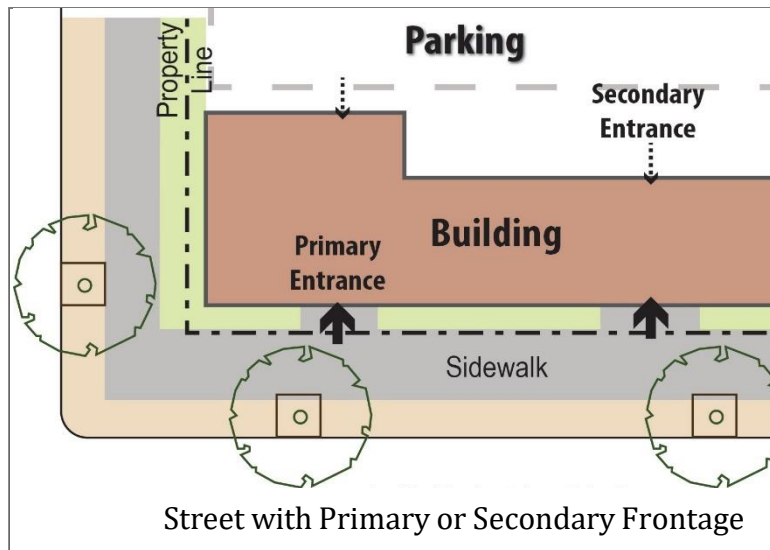 Parking
Property
Line
Secondary
Entrance
Building
Primary
Entrance
Sidewalk
Street with Primary or Secondary Frontage